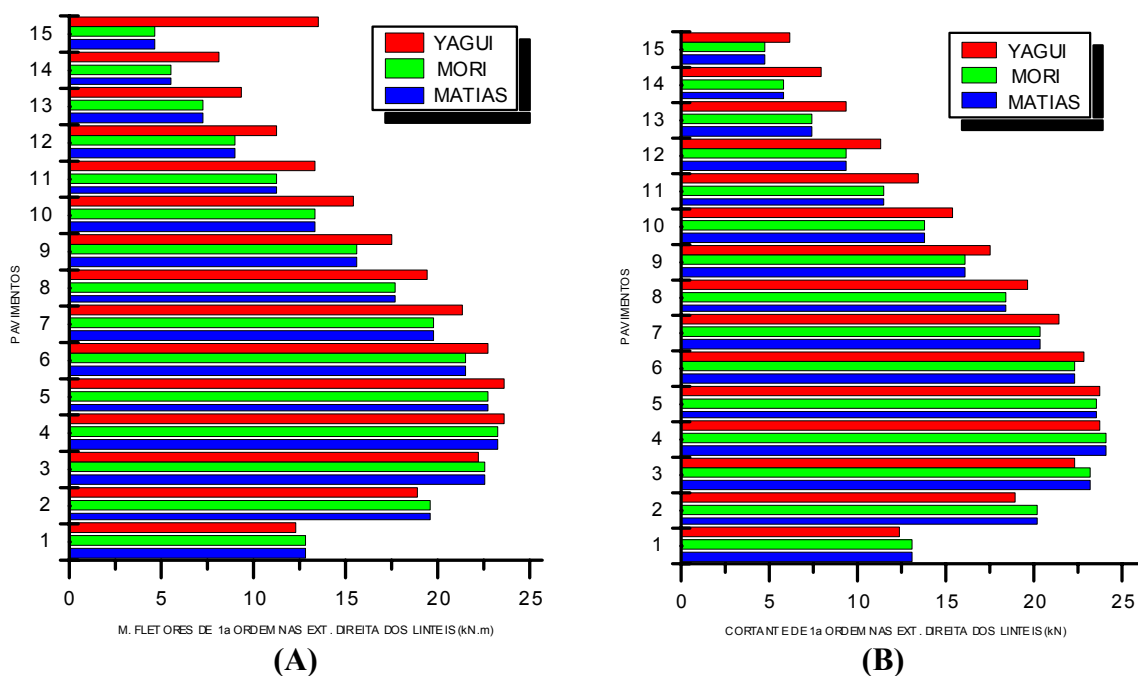 YAGUI
MORI
MATIAS
15
14
13
12
11
10
9
8
7
6
5
4
3
2
1
PAVIMENTOS
0 5 10 15 20 25
M. FLETORES DE 1a ORDEM NAS EXT. DIREITA DOS LINTEIS (kN.m)
(A)
YAGUI
MORI
MATIAS
15
14
13
12
11
10
9
8
7
6
5
4
3
2
1
PAVIMENTOS
0 5 10 15 20 25
CORTANTE DE 1a ORDEM NAS EXT. DIREITA DOS LINTEIS (kN)
(B)